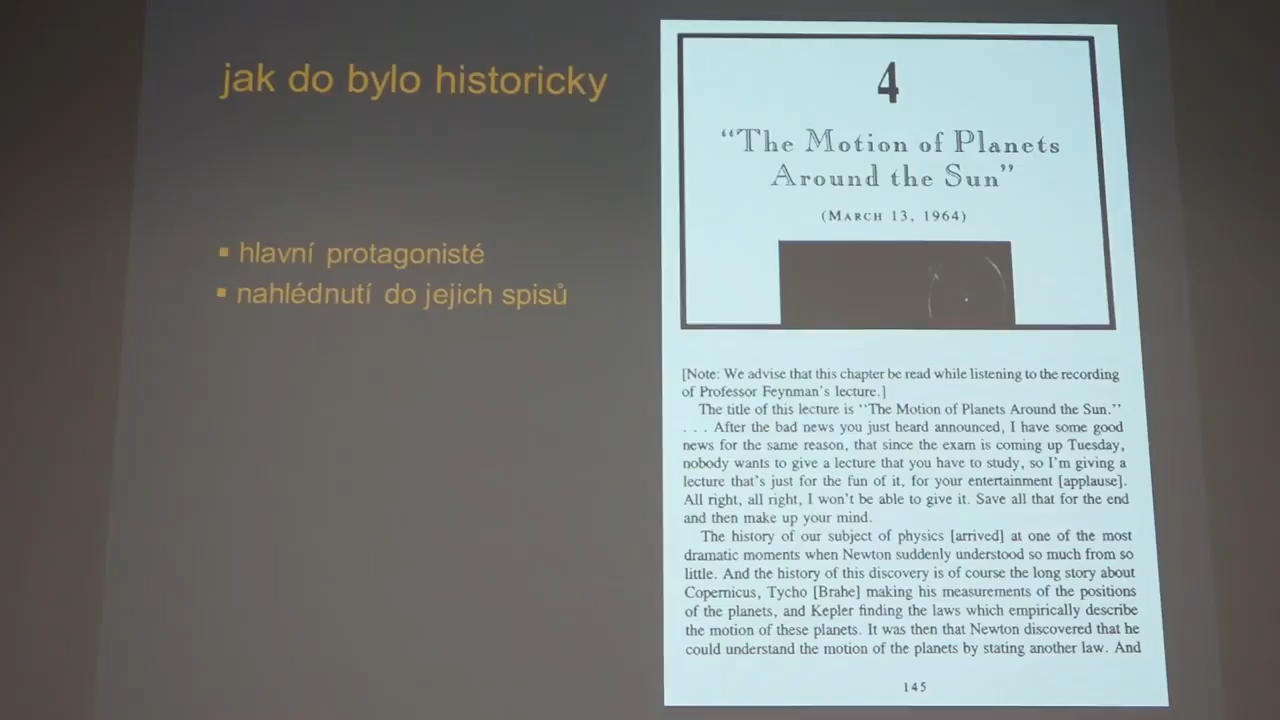 jak do bylo historicky
▪ hlavní protagonisté
▪ nahlédnutí do jejich spisů
4
“The Motion of Planets
Around the Sun”
(MARCH 13, 1964)
[Note: We advise that this chapter be read while listening to the recording
of Professor Feynman's lecture.]
The title of this lecture is “The Motion of Planets Around the Sun.”
. . . After the bad news you just heard announced, I have some good
news for the same reason, that since the exam is coming up Tuesday,
nobody wants to give a lecture that you have to study, so I'm giving a
lecture that's just for the fun of it, for your entertainment [applause].
All right, all right, I won't be able to give it. Save all that for the end
and then make up your mind.
The history of our subject of physics [arrived] at one of the most
dramatic moments when Newton suddenly understood so much from so
little. And the history of this discovery is of course the long story about
Copernicus, Tycho [Brahe] making his measurements of the positions
of the planets, and Kepler finding the laws which empirically describe
the motion of these planets. It was then that Newton discovered that he
could understand the motion of the planets by stating another law. And
145